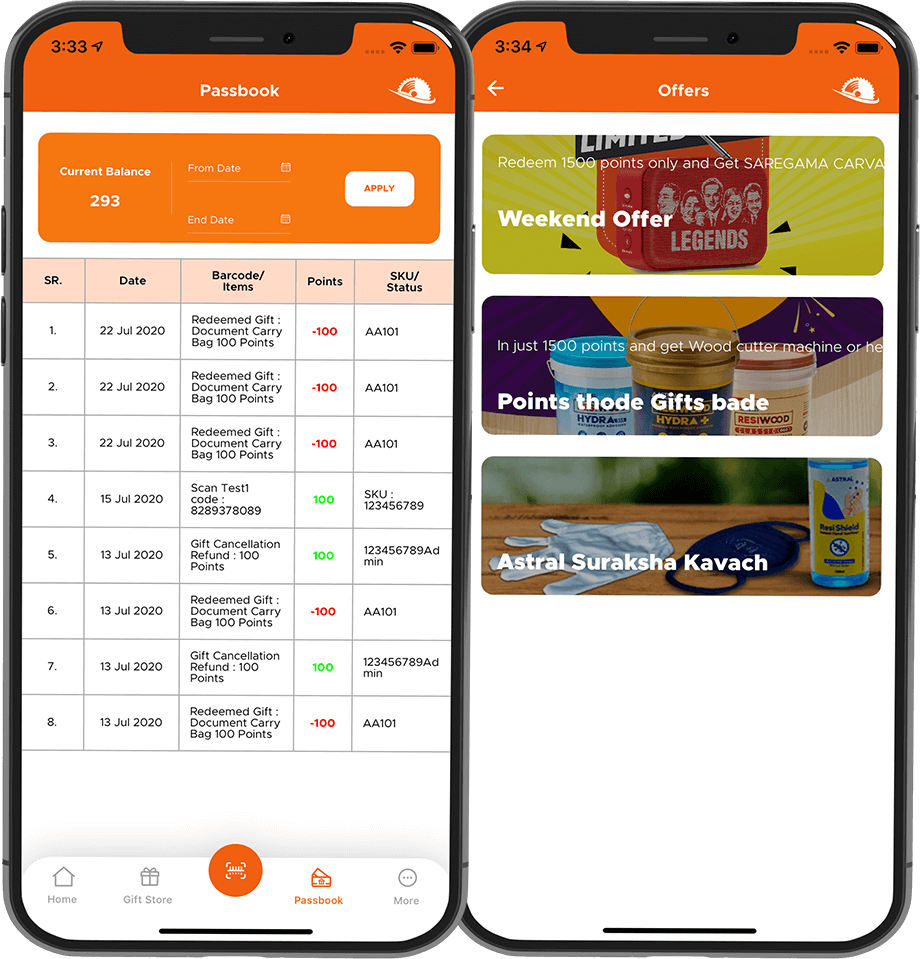 3:33
Passbook
Current Balance
293
From Date
End Date
APPLY
SR.
Date
Barcode/
Items
Points
SKU/
Status
1.
22 Jul 2020
Redeemed Gift :
Document Carry
Bag 100 Points
-100
AA101
2.
22 Jul 2020
Redeemed Gift :
Document Carry
Bag 100 Points
-100
AA101
3.
22 Jul 2020
Redeemed Gift :
Document Carry
Bag 100 Points
-100
AA101
4.
15 Jul 2020
Scan Test1
code :
8289378089
100
SKU :
123456789
5.
13 Jul 2020
Gift Cancellation
Refund : 100
Points
100
123456789Ad
min
6.
13 Jul 2020
Redeemed Gift :
Document Carry
Bag 100 Points
-100
AA101
7.
13 Jul 2020
Gift Cancellation
Refund : 100
Points
100
123456789Ad
min
8.
13 Jul 2020
Redeemed Gift :
Document Carry
Bag 100 Points
-100
AA101
Home
Gift Store
Passbook
More
3:34
Offers
LIMITED
Redeem 1500 points only and Get SAREGAMA CARVA
Weekend Offer
LEGENDS
In just 1500 points and get Wood cutter machine or he
Points thode Gifts bade
HYDRA
HYDRA+
RESIWOOD
CLASSIC
ASTRAL
ResiShield
Astral Suraksha Kavach